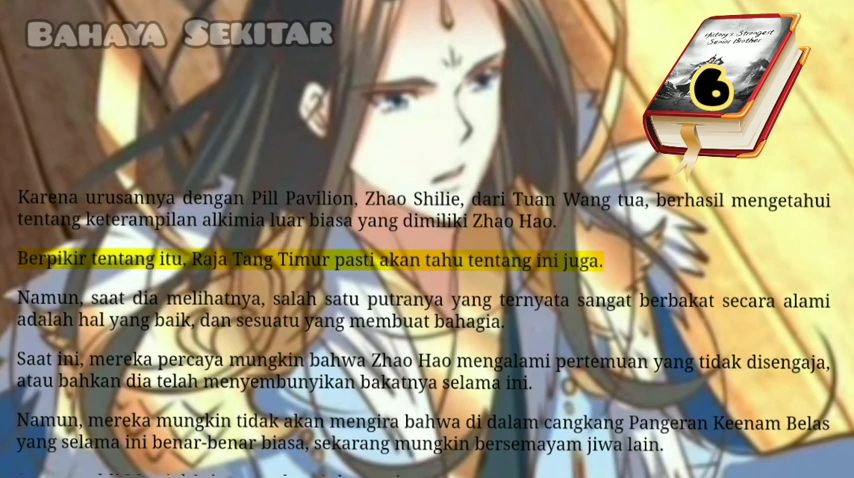 Bahaya Sekitar
History's Strongest
Senior Brother
6
Karena urusannya dengan Pill Pavilion, Zhao Shilie, dari Tuan Wang tua, berhasil mengetahui
tentang keterampilan alkimia luar biasa yang dimiliki Zhao Hao.
Berpikir tentang itu, Raja Tang Timur pasti akan tahu tentang ini juga.
Namun, saat dia melihatnya, salah satu putranya yang ternyata sangat berbakat secara alami
adalah hal yang baik, dan sesuatu yang membuat bahagia.
Saat ini, mereka percaya mungkin bahwa Zhao Hao mengalami pertemuan yang tidak disengaja,
atau bahkan dia telah menyembunyikan bakatnya selama ini.
Namun, mereka mungkin tidak akan mengira bahwa di dalam cangkang Pangeran Keenam Belas
yang selama ini benar-benar biasa, sekarang mungkin bersemayam jiwa lain.